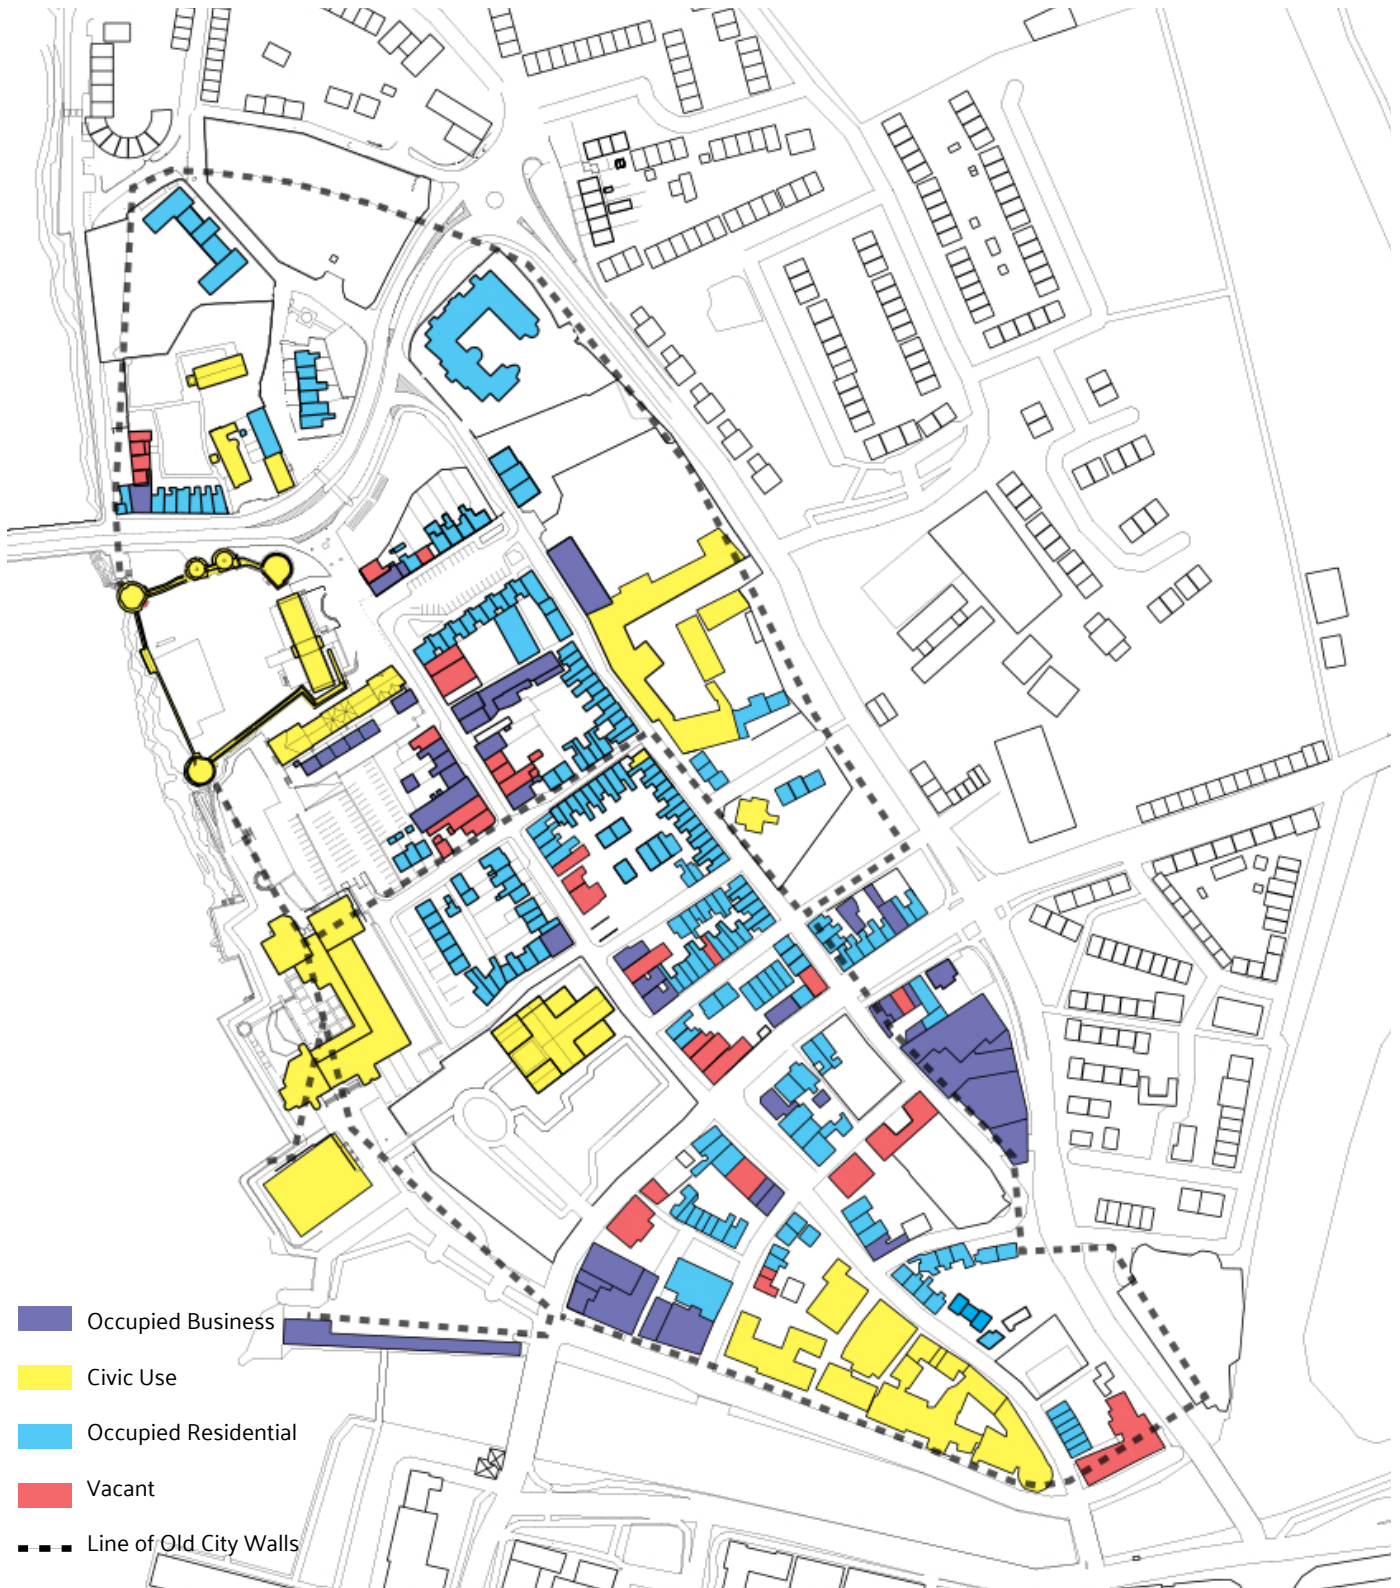 Occupied Business
Civic Use
Occupied Residential
Vacant
Line of Old City Walls